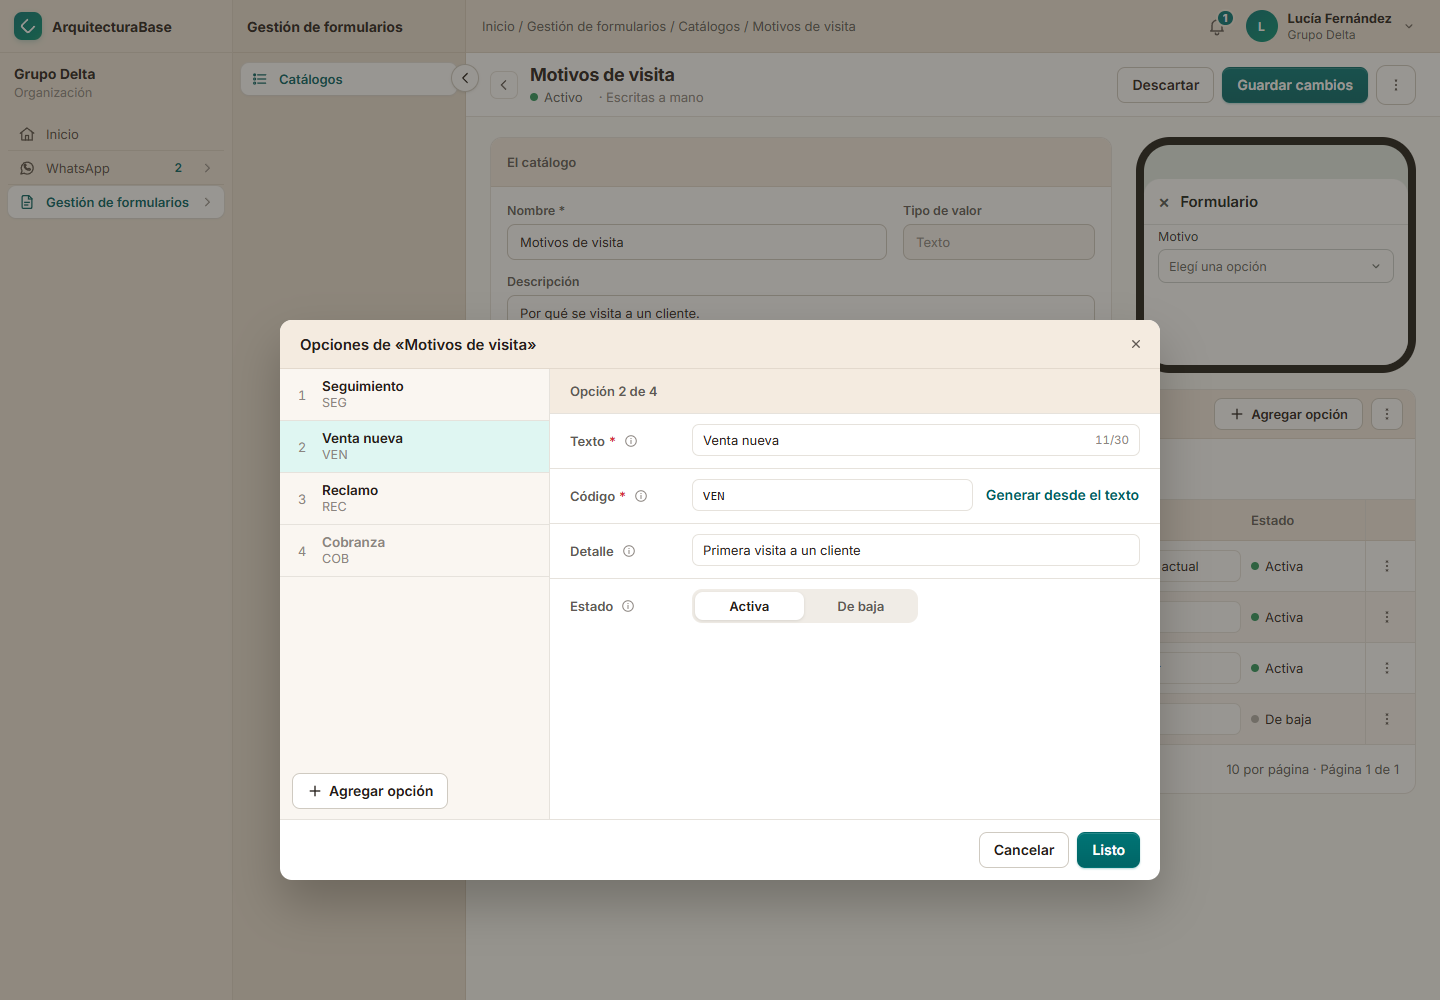 ArquitecturaBase
Gestión de formularios
Inicio / Gestión de formularios / Catálogos / Motivos de visita
1
L
Lucía Fernández
Grupo Delta
Grupo Delta
Organización
Inicio
WhatsApp 2
Gestión de formularios
Catálogos
Motivos de visita
Activo · Escritas a mano
Descartar
Guardar cambios
El catálogo
Nombre *
Tipo de valor
Motivos de visita
Texto
Descripción
Por qué se visita a un cliente.
Formulario
Motivo
Elegí una opción
Agregar opción
Estado
actual
Activa
Activa
Activa
De baja
10 por página · Página 1 de 1
Opciones de «Motivos de visita»
1 Seguimiento
SEG
2 Venta nueva
VEN
3 Reclamo
REC
4 Cobranza
COB
Agregar opción
Opción 2 de 4
Texto * Venta nueva 11/30
Código * VEN Generar desde el texto
Detalle Primera visita a un cliente
Estado Activa De baja
Cancelar
Listo